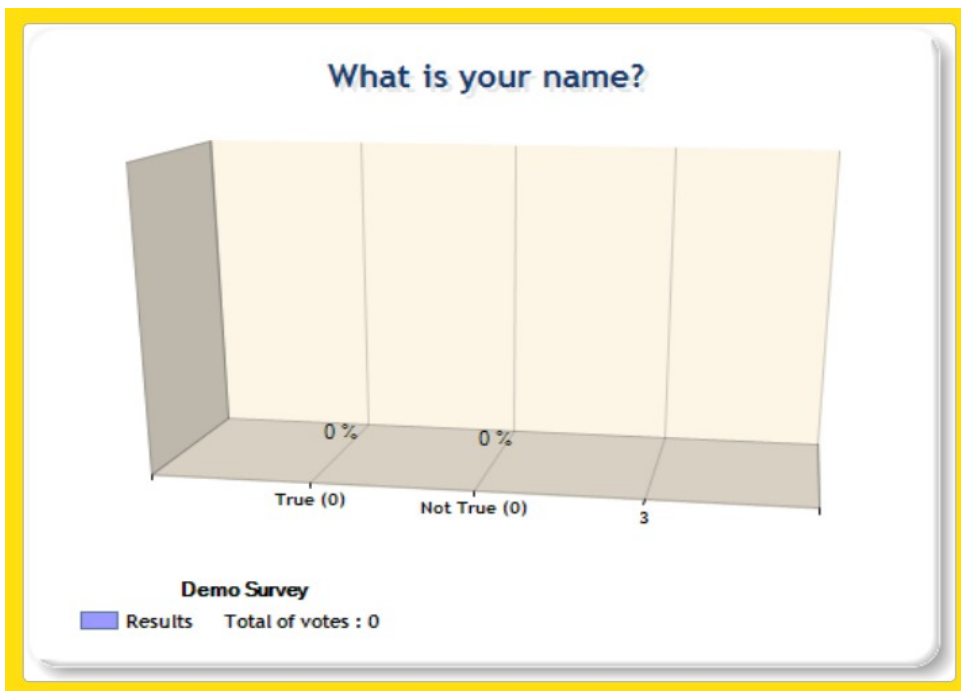 What is your name?
0 %
0 %
True (0)
Not True (0)
3
Demo Survey
Results
Total of votes : 0